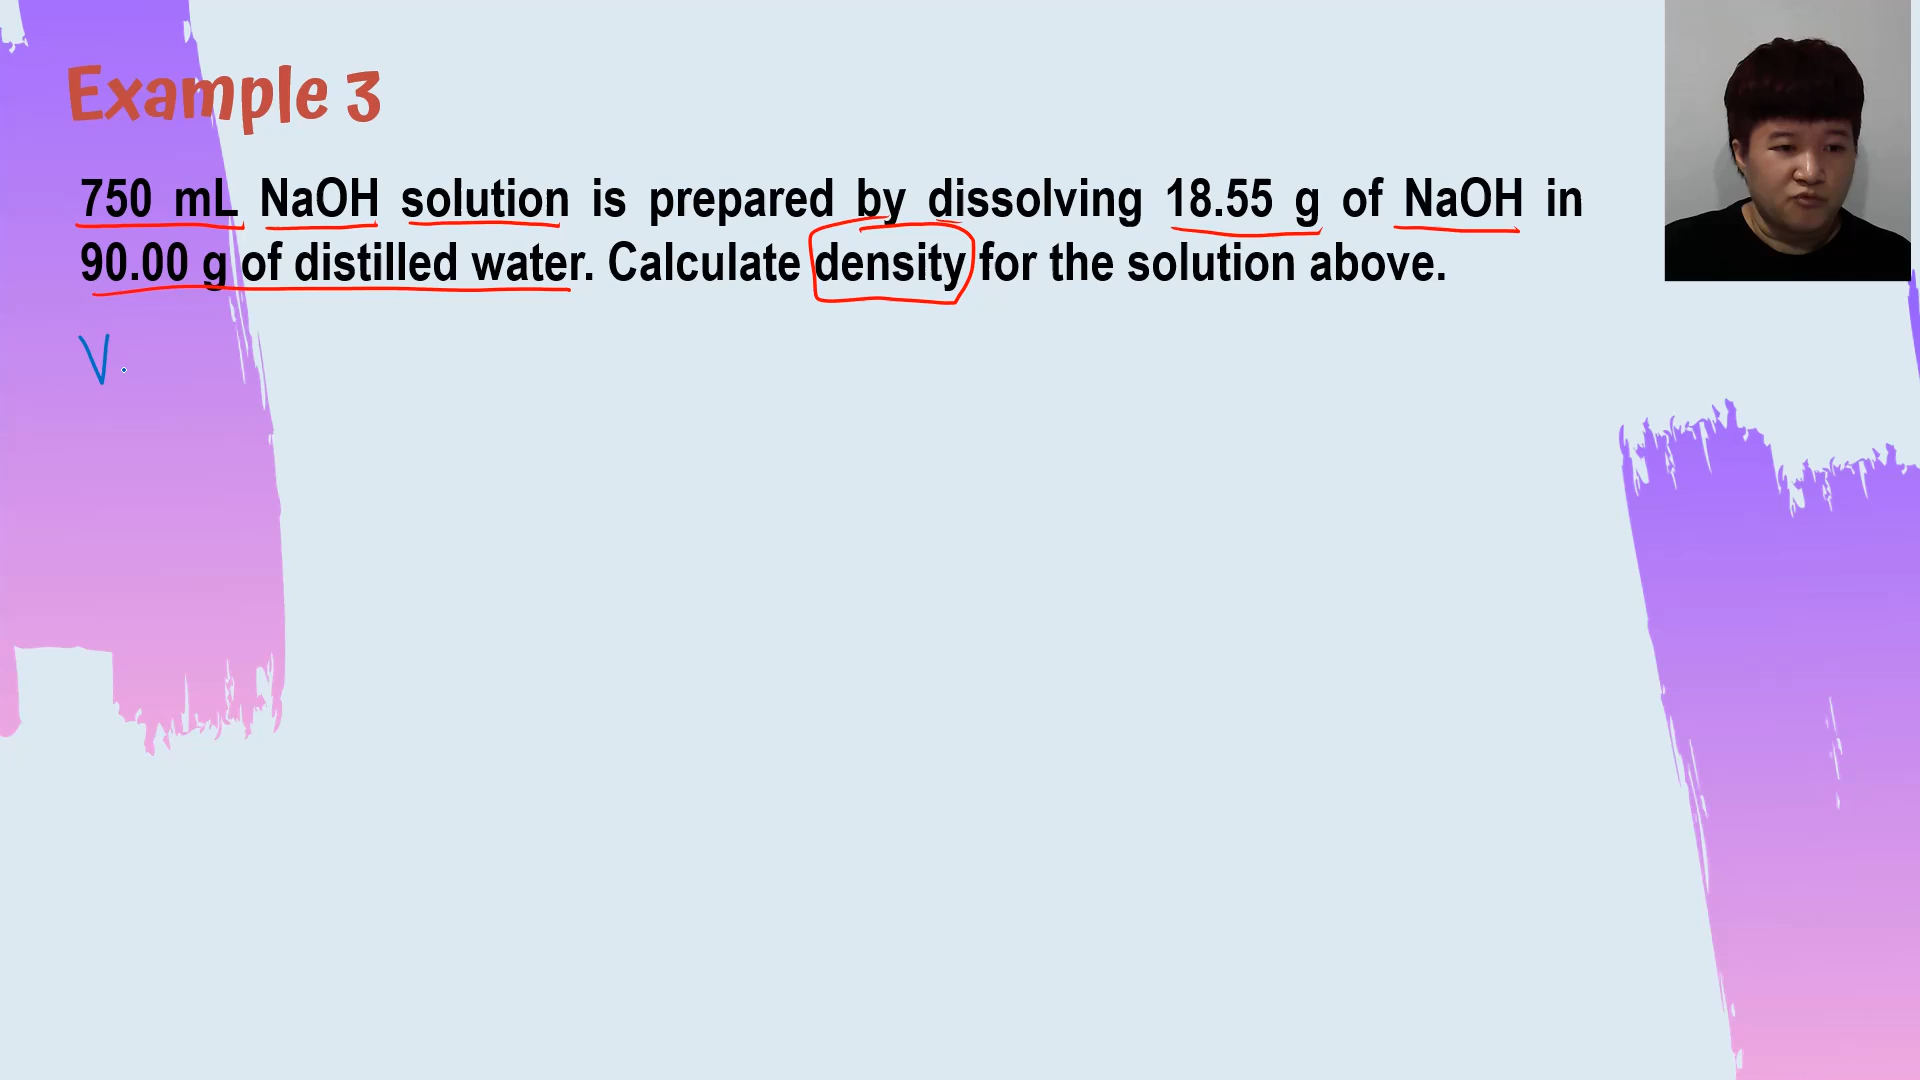 Example 3
750 mL NaOH solution is prepared by dissolving 18.55 g of NaOH in
90.00 g of distilled water. Calculate density for the solution above.
V